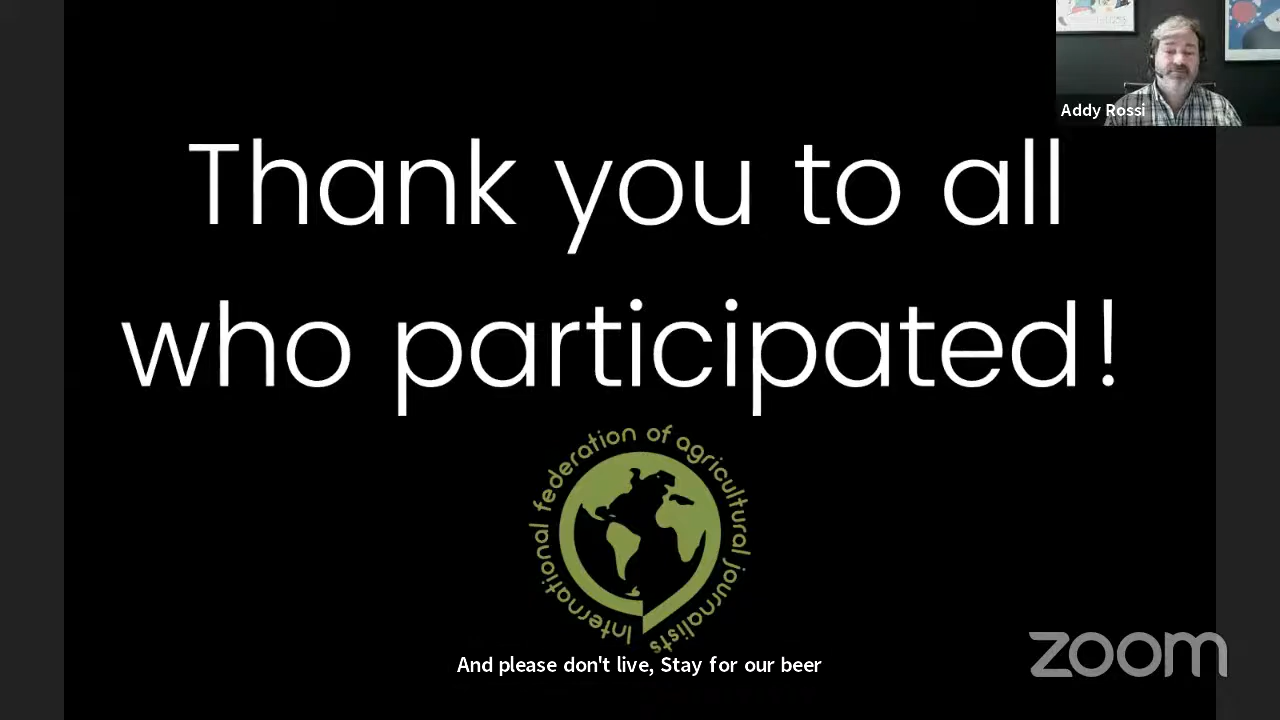 Addy Rossi
Thank you to all
who participated!
International federation of agricultural journalists
And please don't live, Stay for our beer
zoom